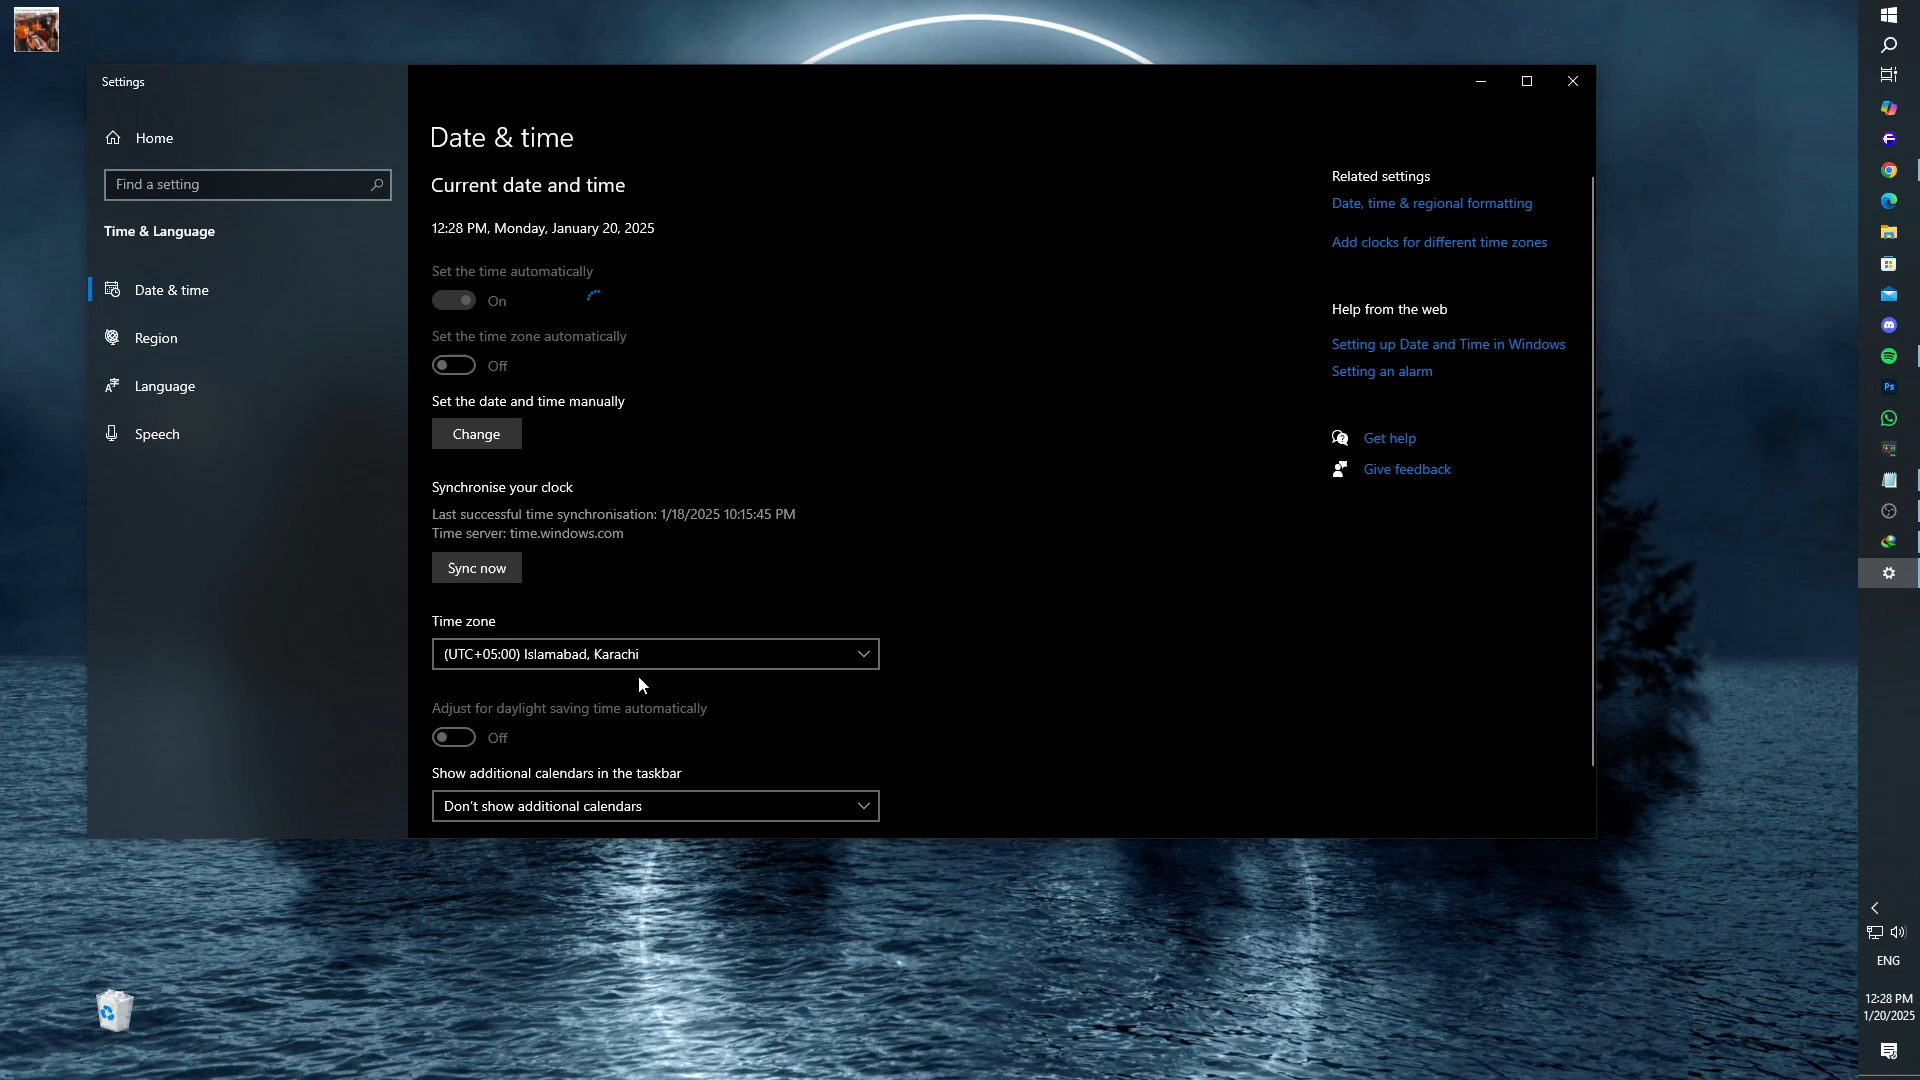 Settings
Home
Find a setting
Time & Language
Date & time
Region
Language
Speech
Date & time
Current date and time
12:28 PM, Monday, January 20, 2025
Set the time automatically
On
Set the time zone automatically
Off
Set the date and time manually
Change
Synchronise your clock
Last successful time synchronisation: 1/18/2025 10:15:45 PM
Time server: time.windows.com
Sync now
Time zone
(UTC+05:00) Islamabad, Karachi
Adjust for daylight saving time automatically
Off
Show additional calendars in the taskbar
Don't show additional calendars
Related settings
Date, time & regional formatting
Add clocks for different time zones
Help from the web
Setting up Date and Time in Windows
Setting an alarm
Get help
Give feedback
Ps
ENG
12:28 PM
1/20/2025